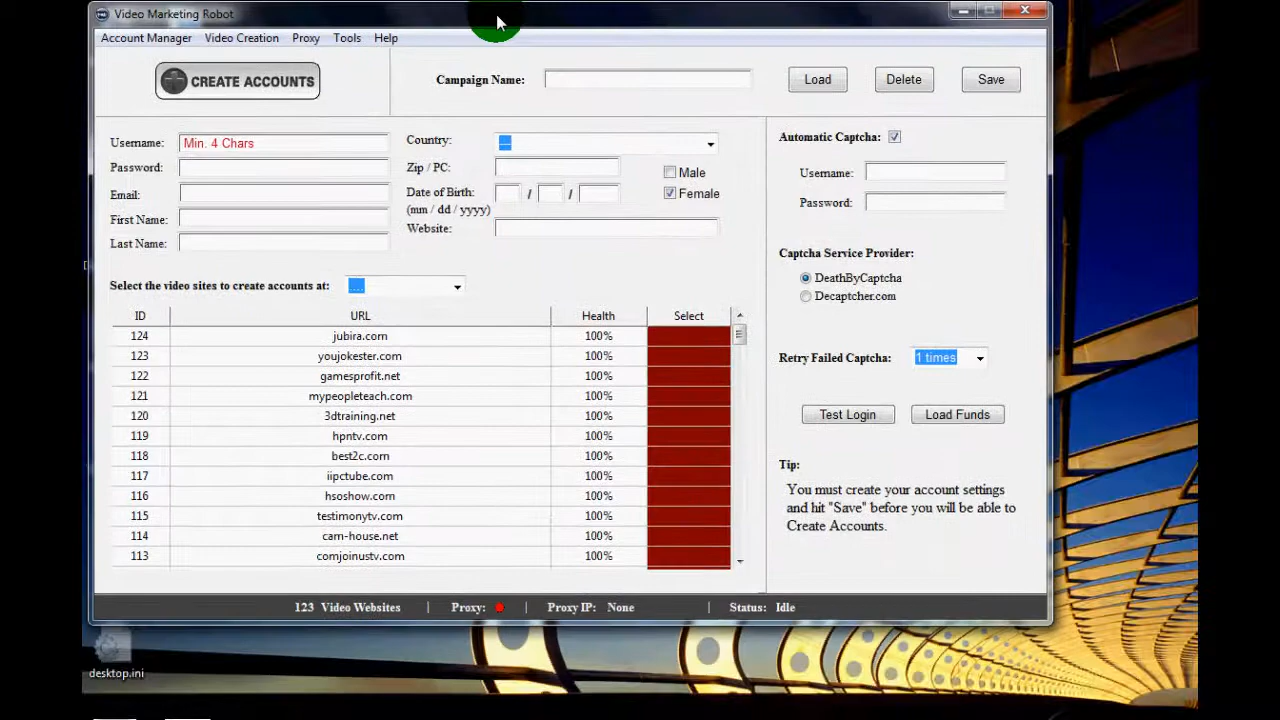 Video Marketing Robot
Account Manager Video Creation Proxy Tools Help
CREATE ACCOUNTS
Campaign Name:
Load Delete Save
Username: Min. 4 Chars
Password:
Email:
First Name:
Last Name:
Country:
Zip / PC:
Date of Birth: / /
(mm / dd / yyyy)
Website:
Male
Female
Select the video sites to create accounts at: ....
ID URL Health Select
124 jubira.com 100%
123 youjokester.com 100%
122 gamesprofit.net 100%
121 mypeopleteach.com 100%
120 3dtraining.net 100%
119 hpntv.com 100%
118 best2c.com 100%
117 iipctube.com 100%
116 hsoshow.com 100%
115 testimonytv.com 100%
114 cam-house.net 100%
113 comjoinustv.com 100%
Automatic Captcha:
Username:
Password:
Captcha Service Provider:
DeathByCaptcha
Decaptcher.com
Retry Failed Captcha: 1 times
Test Login Load Funds
Tip:
You must create your account settings
and hit "Save" before you will be able to
Create Accounts.
123 Video Websites | Proxy: | Proxy IP: None | Status: Idle
desktop.ini